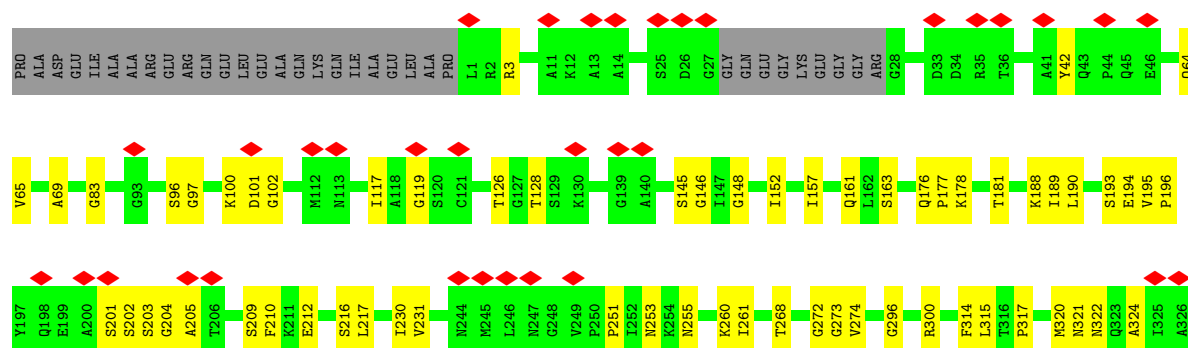 PRO ALA ASP GLU ILE ALA ALA ARG GLU ARG GLN GLU LEU GLU ALA GLN LYS GLN ILE ALA GLU LEU ALA PRO L1 R2 R3 A11 K12 A13 A14 S25 D26 G27 GLY GLN GLU GLY LYS GLU GLY GLY ARG G28 D33 D34 R35 T36 A41 Y42 Q43 P44 Q45 E46 Q64
V65 A69 G83 G93 S96 G97 K100 D101 G102 M112 N113 I117 A118 G119 S120 C121 T126 G127 T128 S129 K130 G139 A140 S145 G146 I147 G148 I152 I157 Q161 L162 S163 Q176 P177 K178 T181 K188 I189 L190 S193 E194 V195 P196
Y197 Q198 E199 A200 S201 S202 S203 G204 A205 T206 S209 F210 K211 E212 S216 L217 I230 V231 N244 M245 L246 N247 G248 V249 P250 P251 I252 N253 K254 N255 K260 I261 T268 G272 G273 V274 G296 R300 F314 L315 T316 P317 M320 N321 N322 Q323 A324 I325 A326